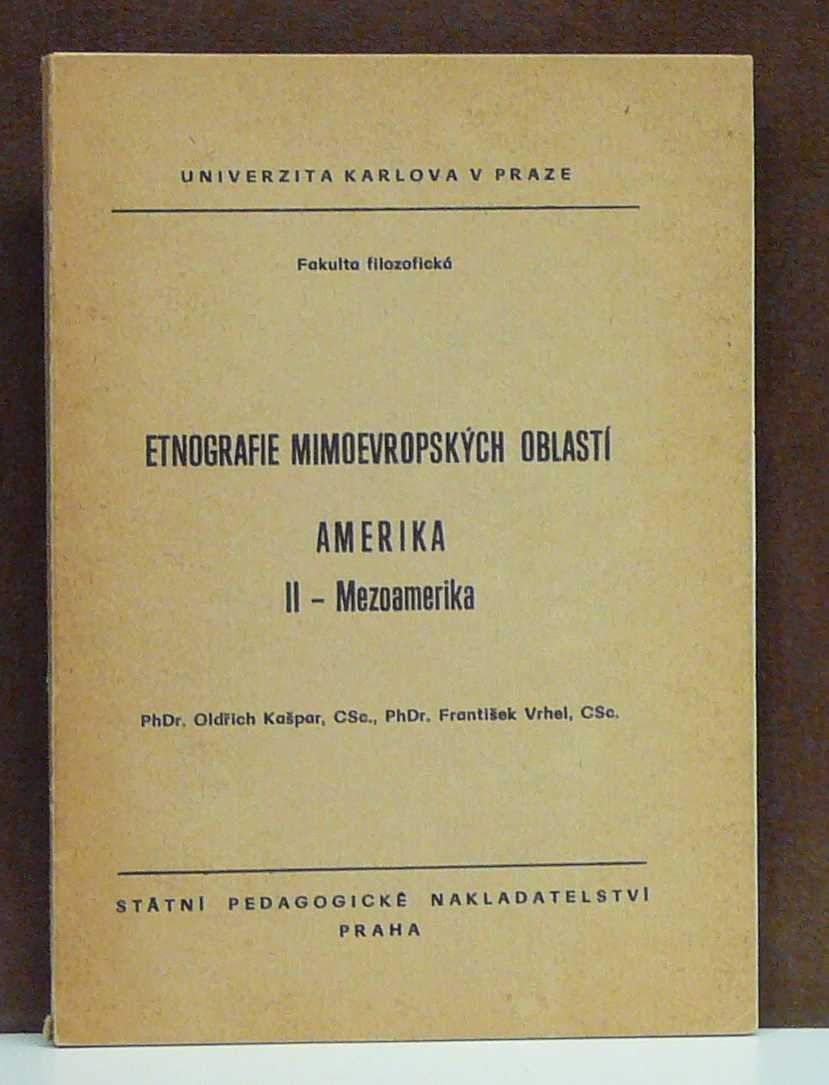 UNIVERZITA KARLOVA V PRAZE
Fakulta filozofická
ETNOGRAFIE MIMOEVROPSKÝCH OBLASTÍ
AMERIKA
II – Mezoamerika
PhDr. Oldřich Kašpar, CSc., PhDr. František Vrhel, CSc.
STÁTNÍ PEDAGOGICKÉ NAKLADATELSTVÍ
PRAHA